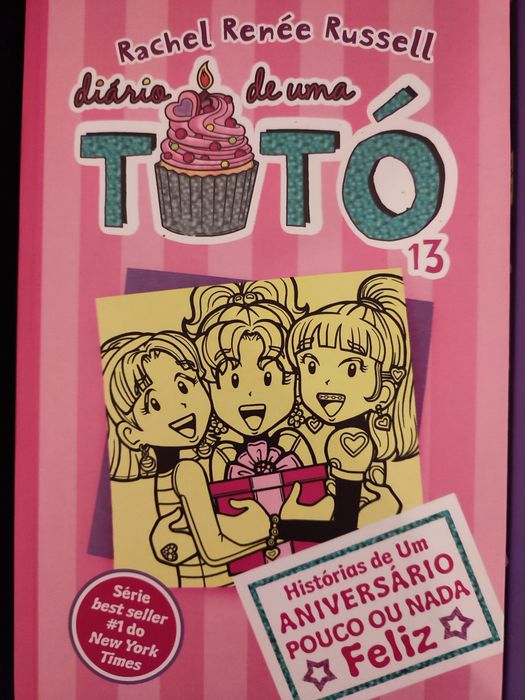 Rachel Renée Russell
diário de uma
TOTÓ
13
Histórias de Um
ANIVERSÁRIO
POUCO OU NADA
Feliz
Série
best seller
#1 do
New York
Times